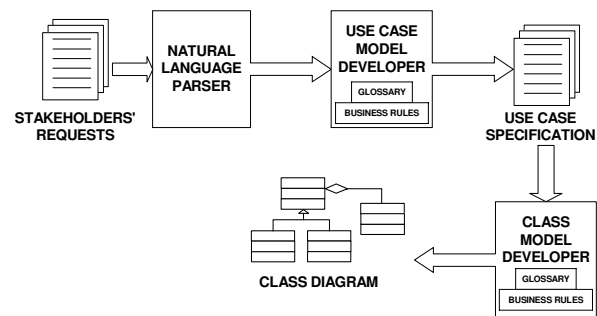 STAKEHOLDERS'
REQUESTS
NATURAL
LANGUAGE
PARSER
USE CASE
MODEL
DEVELOPER
GLOSSARY
BUSINESS RULES
USE CASE
SPECIFICATION
CLASS
MODEL
DEVELOPER
GLOSSARY
BUSINESS RULES
CLASS DIAGRAM